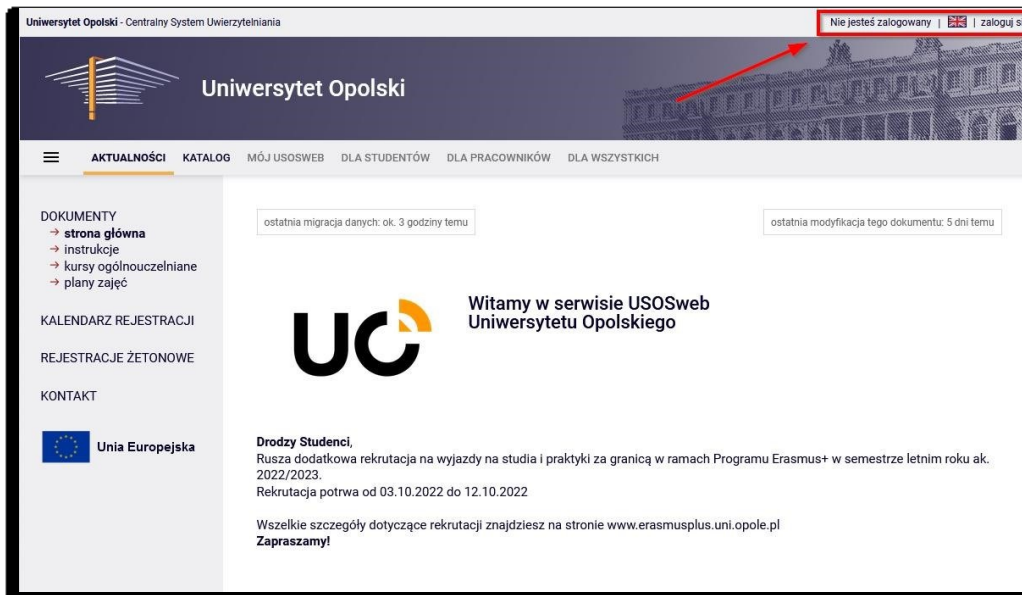 Uniwersytet Opolski - Centralny System Uwierzytelniania
Nie jesteś zalogowany | | zaloguj si
Uniwersytet Opolski
AKTUALNOŚCI KATALOG MÓJ USOSWEB DLA STUDENTÓW DLA PRACOWNIKÓW DLA WSZYSTKICH
DOKUMENTY
→ strona główna
→ instrukcje
→ kursy ogólnouczelniane
→ plany zajęć
KALENDARZ REJESTRACJI
REJESTRACJE ŻETONOWE
KONTAKT
Unia Europejska
ostatnia migracja danych: ok. 3 godziny temu
ostatnia modyfikacja tego dokumentu: 5 dni temu
UO
Witamy w serwisie USOSweb
Uniwersytetu Opolskiego
Drodzy Studenci,
Rusza dodatkowa rekrutacja na wyjazdy na studia i praktyki za granicą w ramach Programu Erasmus+ w semestrze letnim roku ak.
2022/2023.
Rekrutacja potrwa od 03.10.2022 do 12.10.2022
Wszelkie szczegóły dotyczące rekrutacji znajdziesz na stronie www.erasmusplus.uni.opole.pl
Zapraszamy!